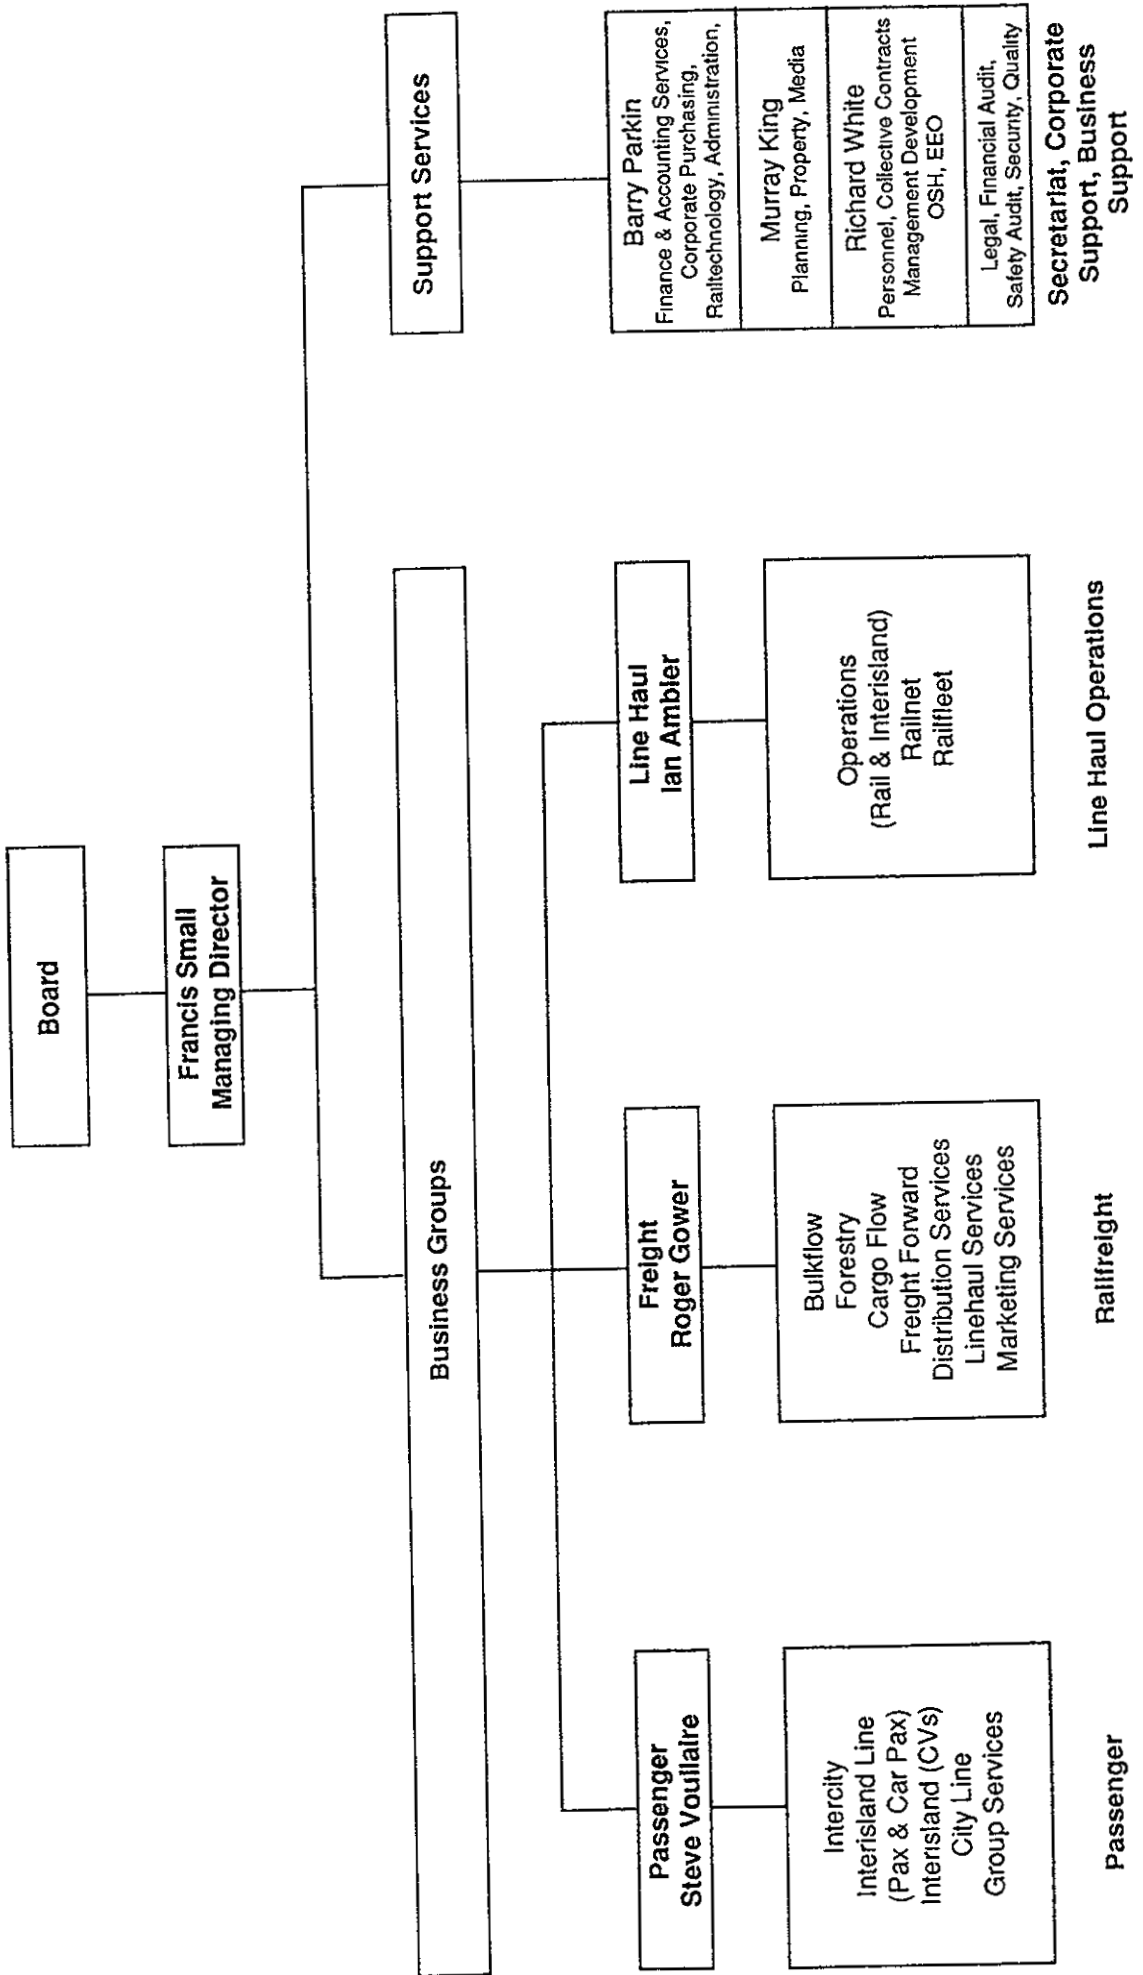 Board
Francis Small
Managing Director
Business Groups
Support Services
Passenger
Steve Voullaire
Freight
Roger Gower
Line Haul
Ian Ambler
Intercity
Interisland Line
(Pax & Car Pax)
Interisland (CVs)
City Line
Group Services
Bulkflow
Forestry
Cargo Flow
Freight Forward
Distribution Services
Linehaul Services
Marketing Services
Operations
(Rail & Interisland)
Railnet
Railfleet
Barry Parkin
Finance & Accounting Services,
Corporate Purchasing,
Railtechnology, Administration,
Murray King
Planning, Property, Media
Richard White
Personnel, Collective Contracts
Management Development
OSH, EEO
Legal, Financial Audit,
Safety Audit, Security, Quality
Passenger
Railfreight
Line Haul Operations
Secretariat, Corporate
Support, Business
Support